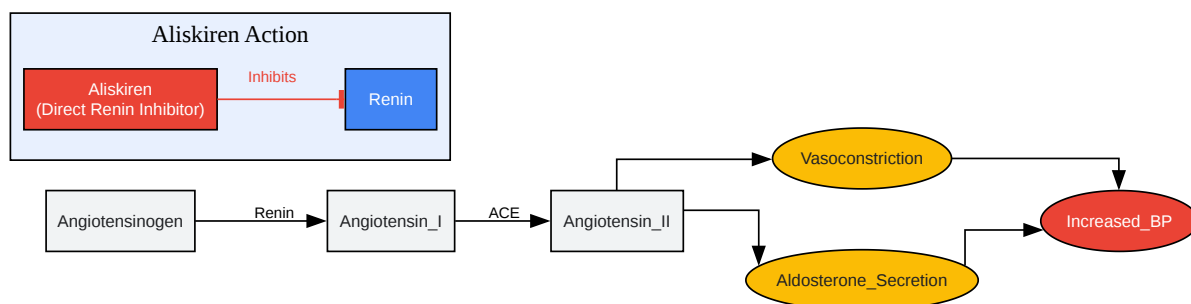 Aliskiren Action
Aliskiren
(Direct Renin Inhibitor)
Inhibits
Renin
Angiotensinogen
Renin
Angiotensin_I
ACE
Angiotensin_II
Vasoconstriction
Aldosterone_Secretion
Increased_BP